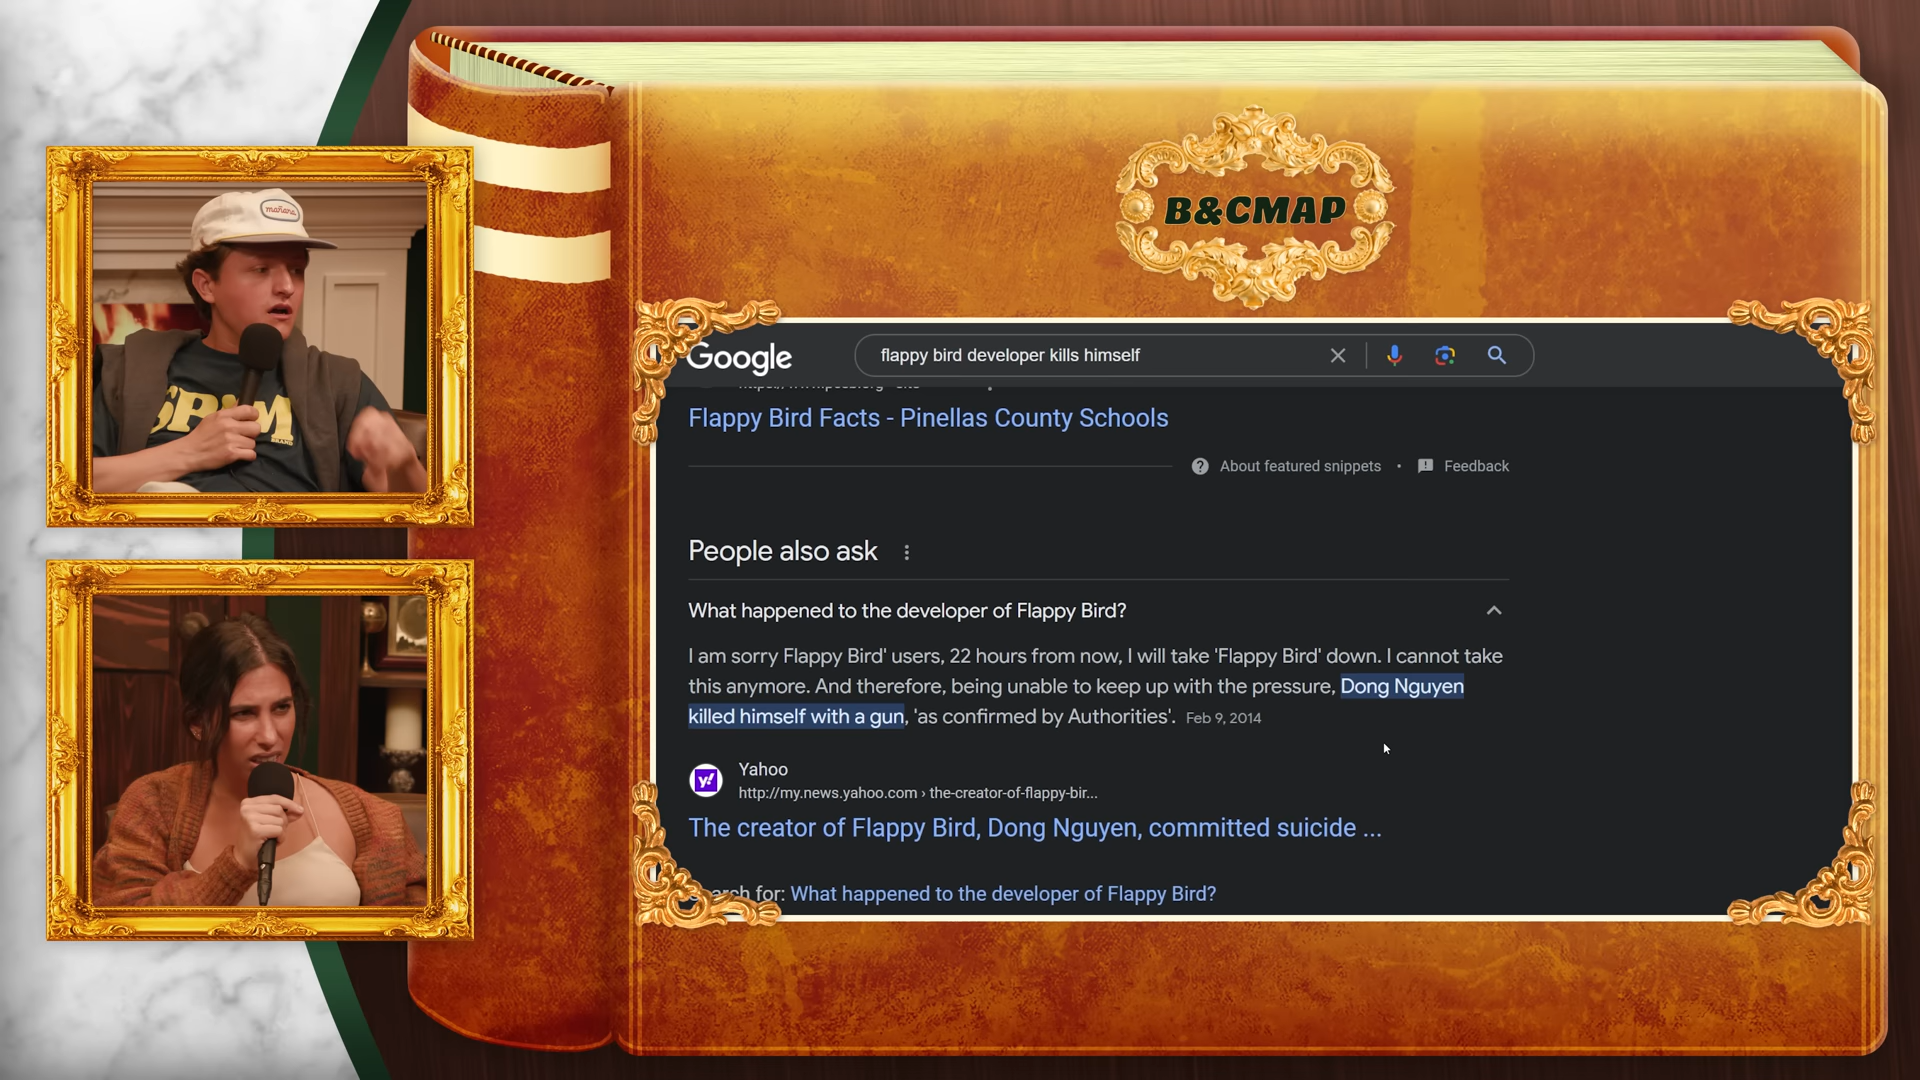 mañana
SPAM
BRAND
B&CMAP
Google
flappy bird developer kills himself
Flappy Bird Facts - Pinellas County Schools
About featured snippets • Feedback
People also ask
What happened to the developer of Flappy Bird?
I am sorry Flappy Bird' users, 22 hours from now, I will take 'Flappy Bird' down. I cannot take
this anymore. And therefore, being unable to keep up with the pressure, Dong Nguyen
killed himself with a gun, 'as confirmed by Authorities'. Feb 9, 2014
y!
Yahoo
http://my.news.yahoo.com › the-creator-of-flappy-bir...
The creator of Flappy Bird, Dong Nguyen, committed suicide ...
for: What happened to the developer of Flappy Bird?